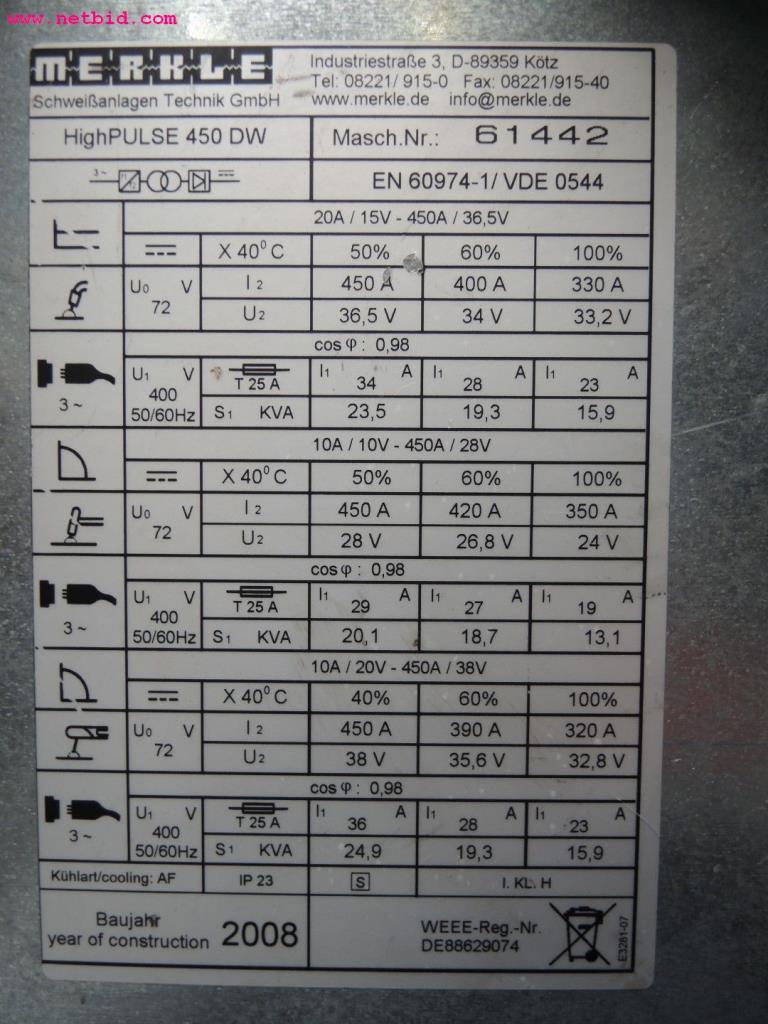 www.netbid.com
MERKLE
Schweißanlagen Technik GmbH
Industriestraße 3, D-89359 Kötz
Tel: 08221/ 915-0 Fax: 08221/915-40
www.merkle.de info@merkle.de
HighPULSE 450 DW
Masch.Nr.: 61442
3~
EN 60974-1/ VDE 0544
20A / 15V - 450A / 36,5V
X 40⁰ C 50% 60% 100%
U0 V 72
I2 450 A 400 A 330 A
U2 36,5 V 34 V 33,2 V
cos φ : 0,98
3 ~
U1 V 400 50/60Hz
T 25 A I1 34 A I1 28 A I1 23 A
S1 KVA 23,5 19,3 15,9
10A / 10V - 450A / 28V
X 40⁰ C 50% 60% 100%
U0 V 72
I2 450 A 420 A 350 A
U2 28 V 26,8 V 24 V
cos φ : 0,98
3 ~
U1 V 400 50/60Hz
T 25 A I1 29 A I1 27 A I1 19 A
S1 KVA 20,1 18,7 13,1
10A / 20V - 450A / 38V
X 40⁰ C 40% 60% 100%
U0 V 72
I2 450 A 390 A 320 A
U2 38 V 35,6 V 32,8 V
cos φ : 0,98
3 ~
U1 V 400 50/60Hz
T 25 A I1 36 A I1 28 A I1 23 A
S1 KVA 24,9 19,3 15,9
Kühlart/cooling: AF IP 23 S I. KL. H
Baujahr
year of construction 2008
WEEE-Reg.-Nr.
DE88629074
E3281-07